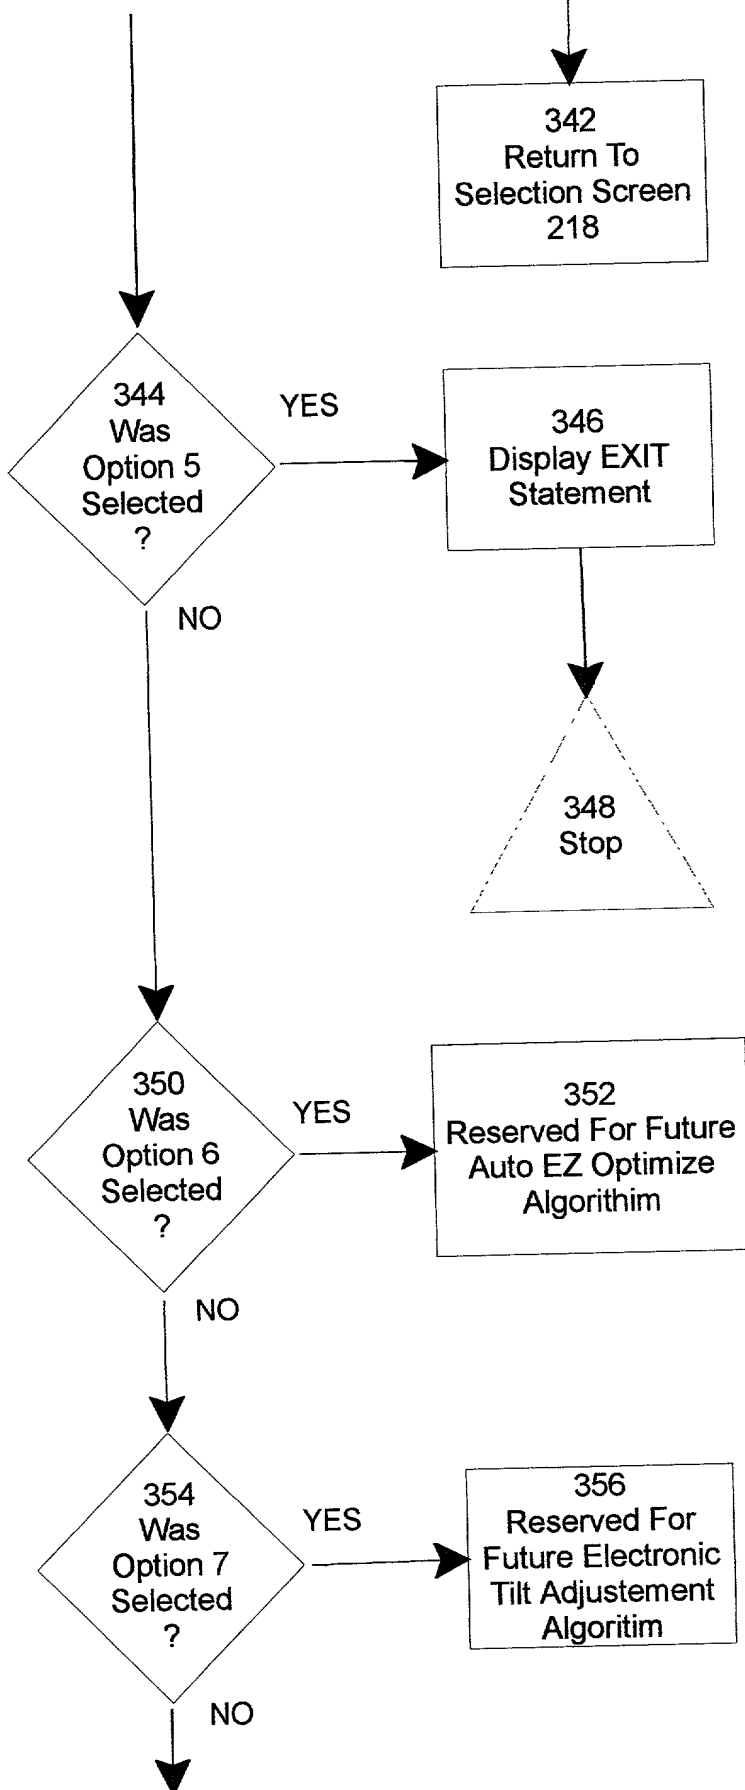 342
Return To
Selection Screen
218
344
Was
Option 5
Selected
?
YES
346
Display EXIT
Statement
NO
348
Stop
350
Was
Option 6
Selected
?
YES
352
Reserved For Future
Auto EZ Optimize
Algorithim
NO
354
Was
Option 7
Selected
?
YES
356
Reserved For
Future Electronic
Tilt Adjustement
Algoritim
NO